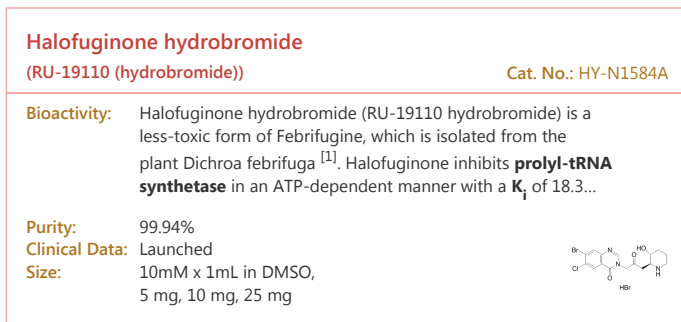 Halofuginone hydrobromide
(RU-19110 (hydrobromide)) Cat. No.: HY-N1584A
Bioactivity: Halofuginone hydrobromide (RU-19110 hydrobromide) is a
less-toxic form of Febrifugine, which is isolated from the
plant Dichroa febrifuga [1]. Halofuginone inhibits prolyl-tRNA
synthetase in an ATP-dependent manner with a Ki of 18.3...
Purity: 99.94%
Clinical Data: Launched
Size: 10mM x 1mL in DMSO,
5 mg, 10 mg, 25 mg
Br
N
HO
Cl
N
O
O
N
H
HBr